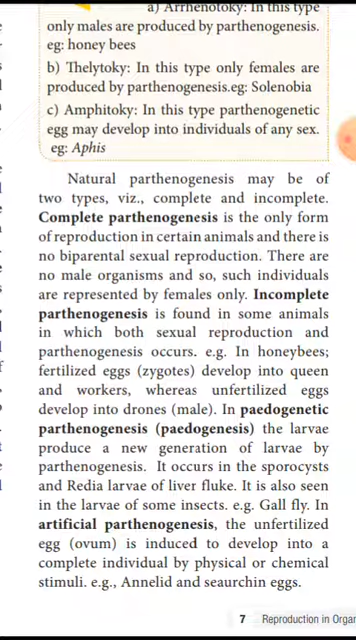 a) Arrhenotoky: In this type
only males are produced by parthenogenesis.
eg: honey bees
b) Thelytoky: In this type only females are
produced by parthenogenesis.eg: Solenobia
c) Amphitoky: In this type parthenogenetic
egg may develop into individuals of any sex.
eg: Aphis
Natural parthenogenesis may be of
two types, viz., complete and incomplete.
Complete parthenogenesis is the only form
of reproduction in certain animals and there is
no biparental sexual reproduction. There are
no male organisms and so, such individuals
are represented by females only. Incomplete
parthenogenesis is found in some animals
in which both sexual reproduction and
parthenogenesis occurs. e.g. In honeybees;
fertilized eggs (zygotes) develop into queen
and workers, whereas unfertilized eggs
develop into drones (male). In paedogenetic
parthenogenesis (paedogenesis) the larvae
produce a new generation of larvae by
parthenogenesis. It occurs in the sporocysts
and Redia larvae of liver fluke. It is also seen
in the larvae of some insects. e.g. Gall fly. In
artificial parthenogenesis, the unfertilized
egg (ovum) is induced to develop into a
complete individual by physical or chemical
stimuli. e.g., Annelid and seaurchin eggs.
7 Reproduction in Organ